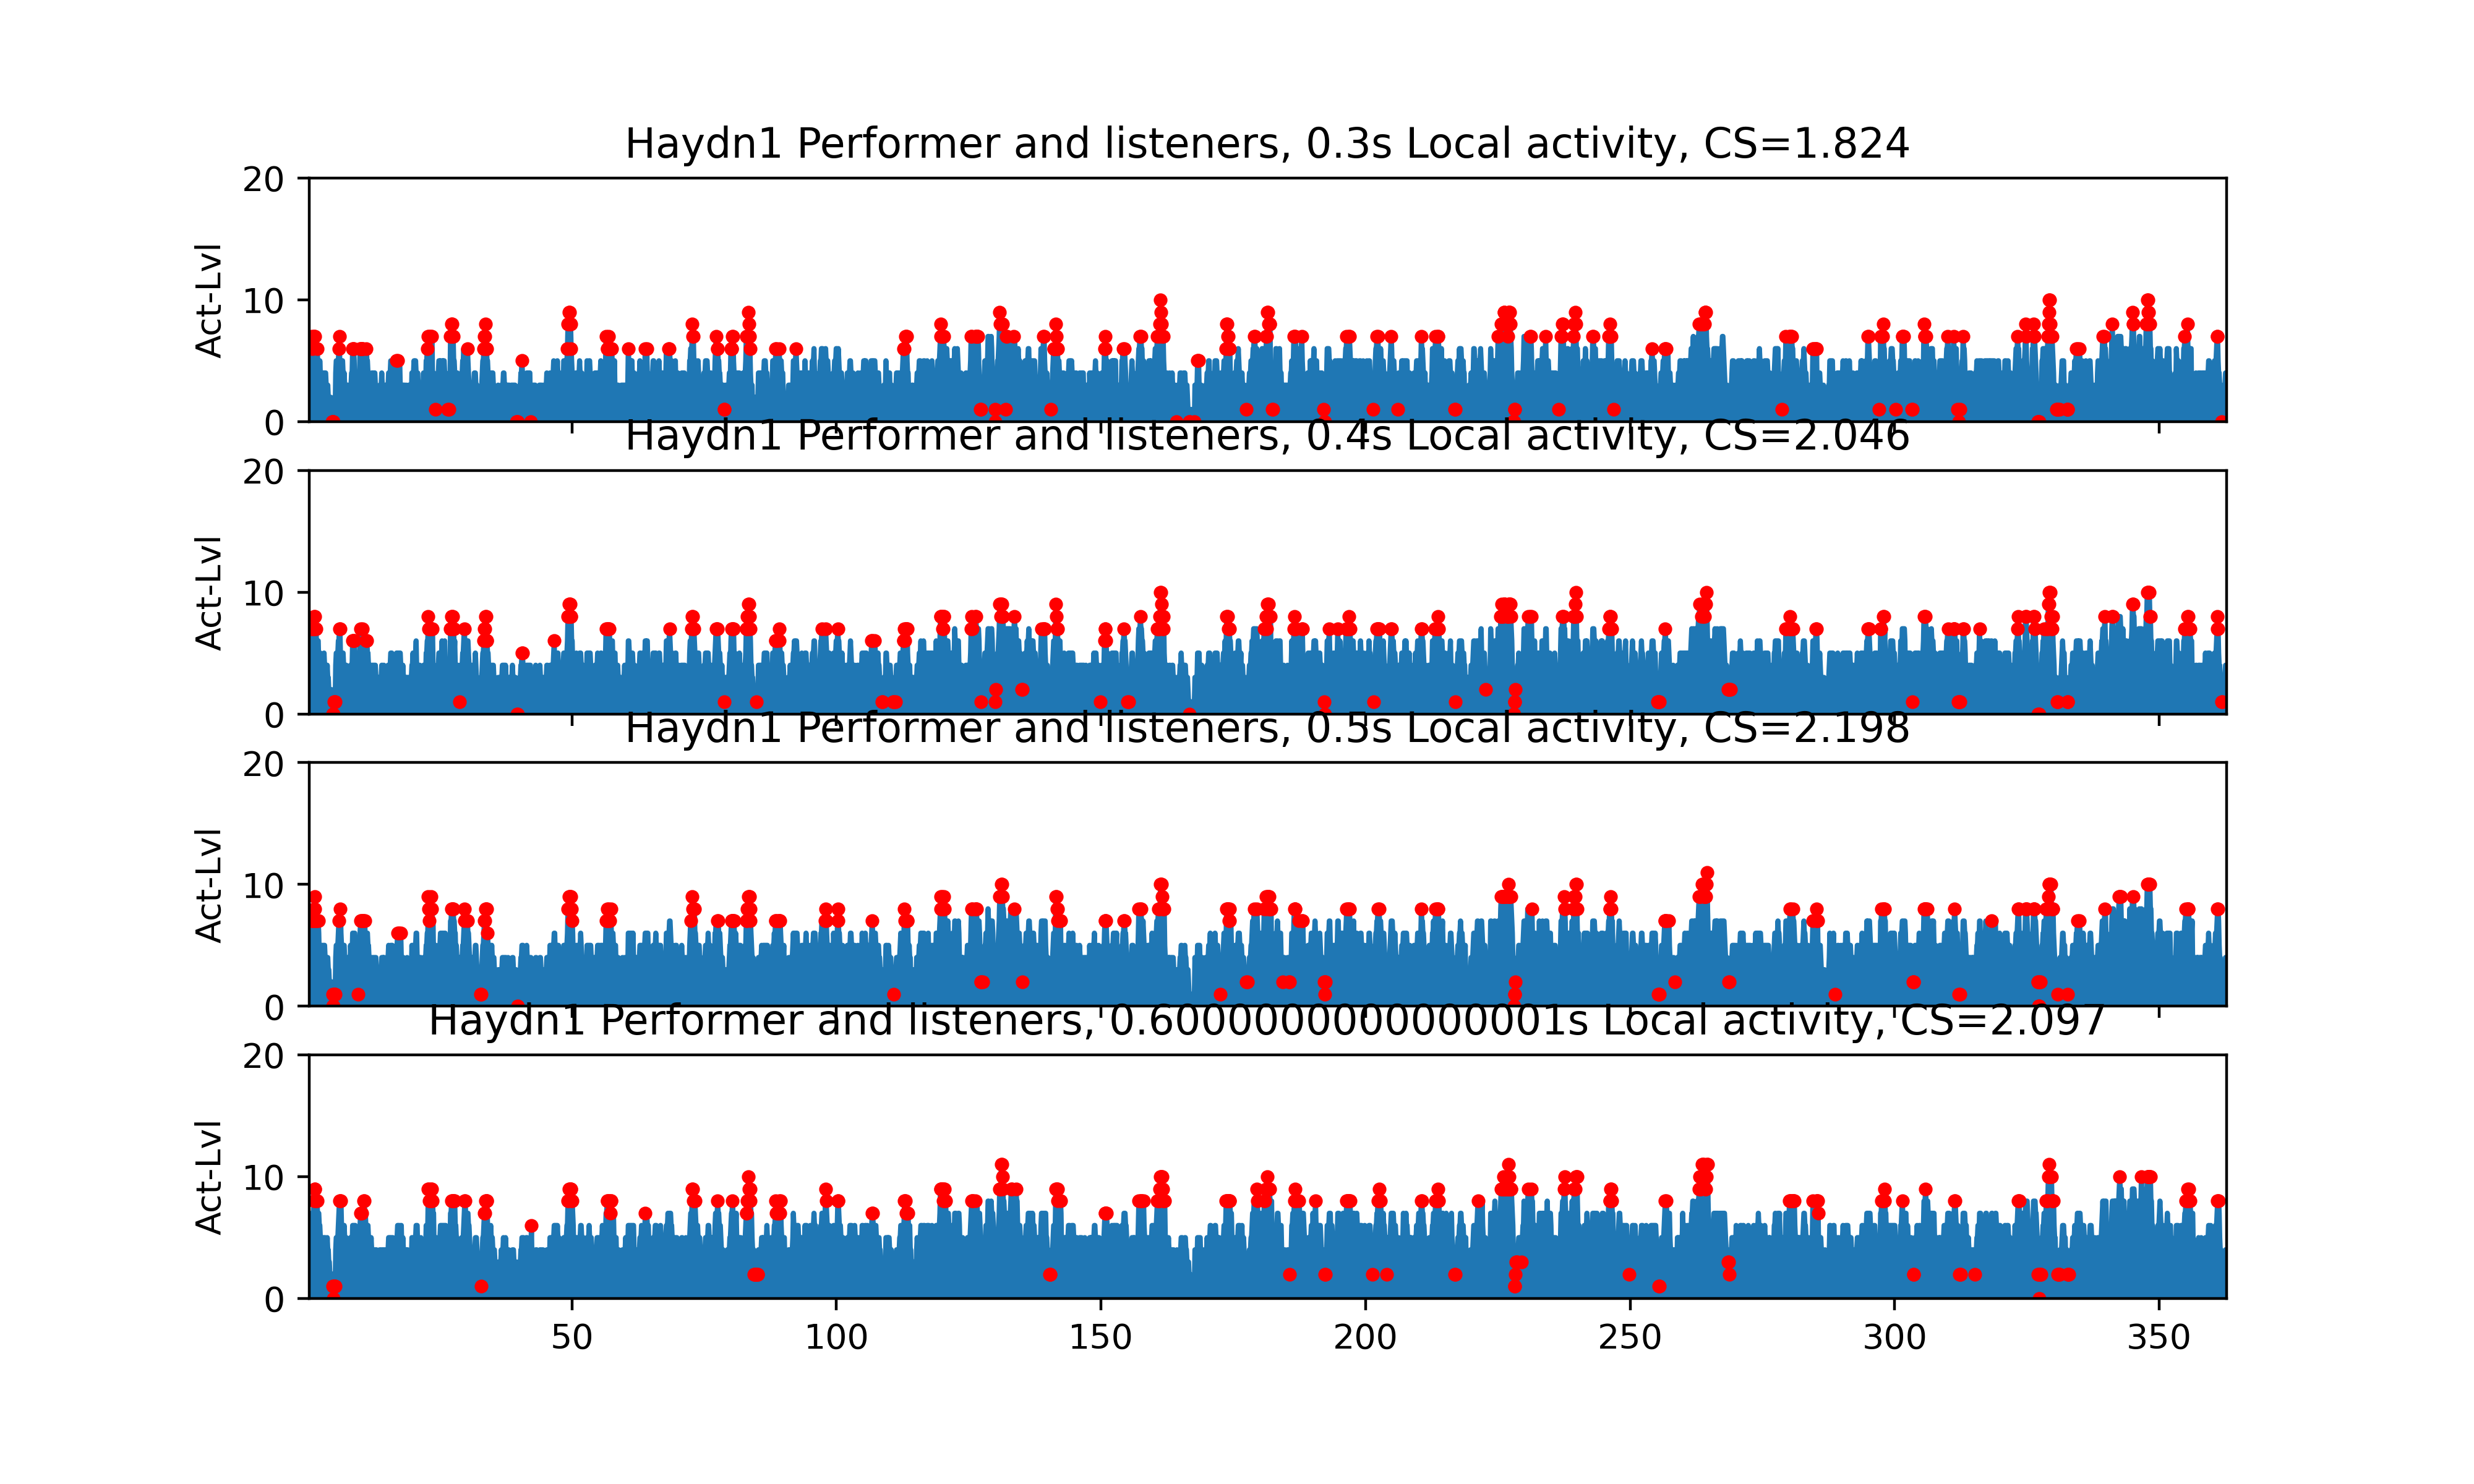 Haydn1 Performer and listeners, 0.3s Local activity, CS=1.824
20
10
0
Act-Lvl
Haydn1 Performer and listeners, 0.4s Local activity, CS=2.046
20
10
0
Act-Lvl
Haydn1 Performer and listeners, 0.5s Local activity, CS=2.198
20
10
0
Act-Lvl
Haydn1 Performer and listeners, 0.6000000000000001s Local activity, CS=2.097
20
10
0
Act-Lvl
50 100 150 200 250 300 350